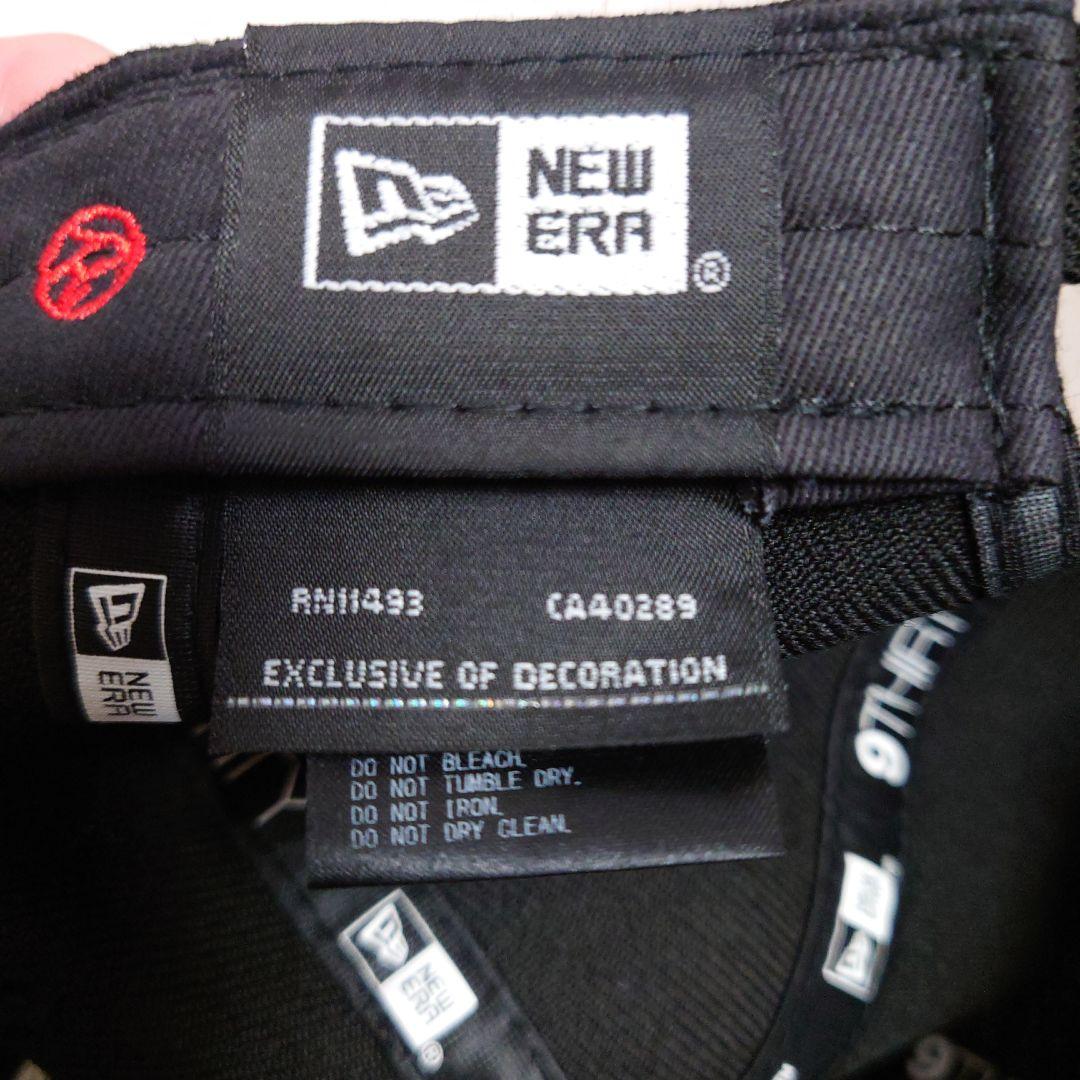 NEW
ERA
®
RN11493 CA40289
EXCLUSIVE OF DECORATION
NEW
ERA
DO NOT BLEACH.
DO NOT TUMBLE DRY.
DO NOT IRON.
DO NOT DRY CLEAN.
NEW
ERA
®